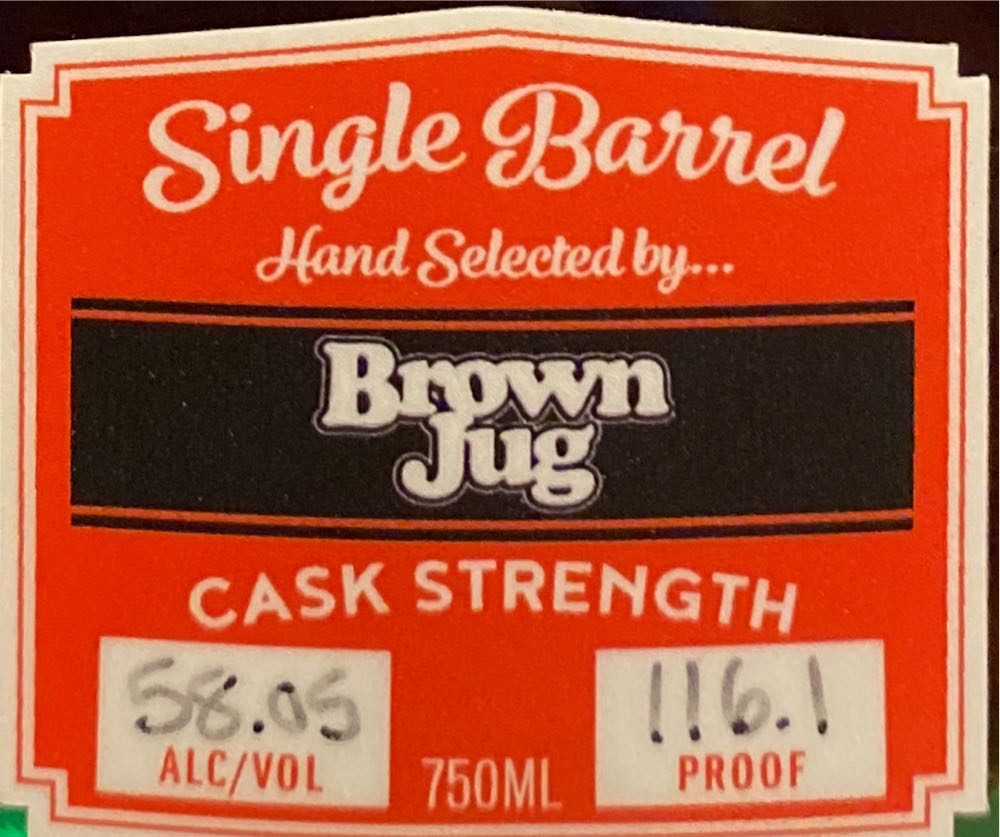 Single Barrel
Hand Selected by...
Brown
Jug
CASK STRENGTH
58.05
ALC/VOL
750ML
116.1
PROOF